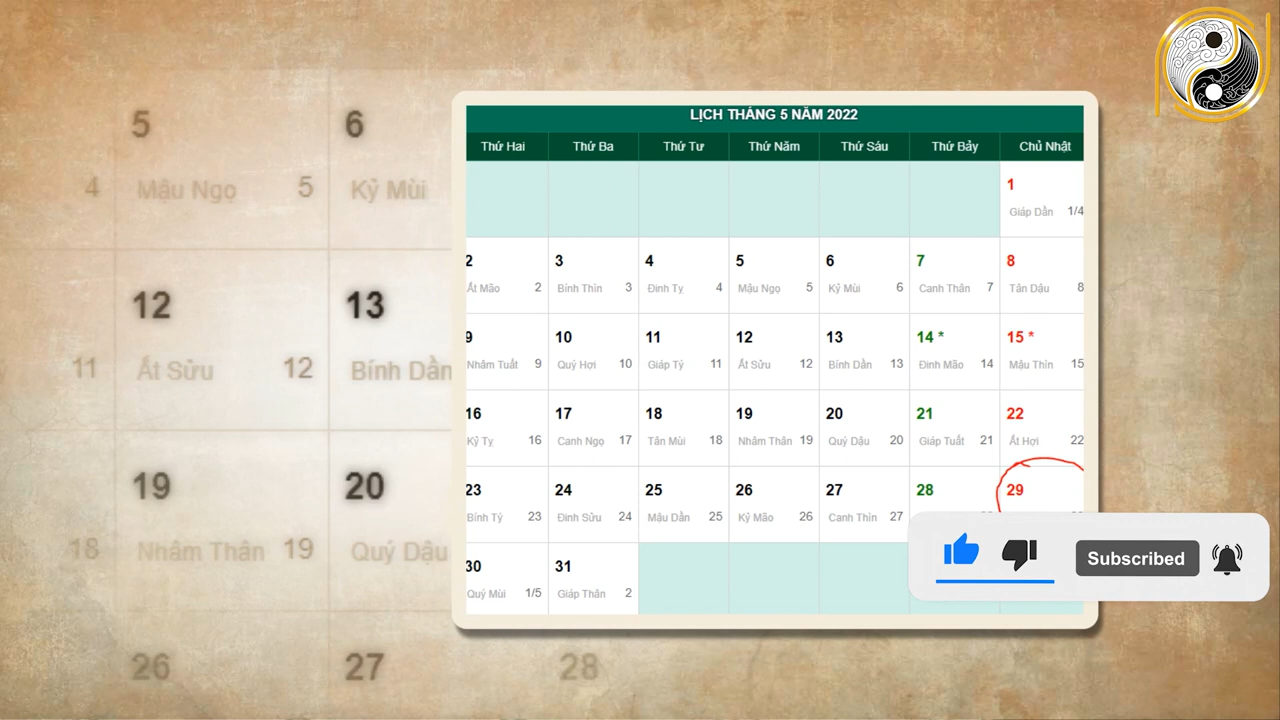 LỊCH THÁNG 5 NĂM 2022
Thứ Hai Thứ Ba Thứ Tư Thứ Năm Thứ Sáu Thứ Bảy Chủ Nhật
1
Giáp Dần 1/4
2 3 4 5 6 7 8
Ất Mão 2 Bính Thìn 3 Đinh Tỵ 4 Mậu Ngọ 5 Kỷ Mùi 6 Canh Thân 7 Tân Dậu 8
9 10 11 12 13 14 * 15 *
Nhâm Tuất 9 Quý Hợi 10 Giáp Tý 11 Ất Sửu 12 Bính Dần 13 Đinh Mão 14 Mậu Thìn 15
16 17 18 19 20 21 22
Kỷ Tỵ 16 Canh Ngọ 17 Tân Mùi 18 Nhâm Thân 19 Quý Dậu 20 Giáp Tuất 21 Ất Hợi 22
23 24 25 26 27 28 29
Bính Tý 23 Đinh Sửu 24 Mậu Dần 25 Kỷ Mão 26 Canh Thìn 27
30 31
Quý Mùi 1/5 Giáp Thân 2
5 6
4 Mậu Ngọ 5 Kỷ Mùi
12 13
11 Ất Sửu 12 Bính Dần
19 20
18 Nhâm Thân 19 Quý Dậu
26 27 28
Subscribed